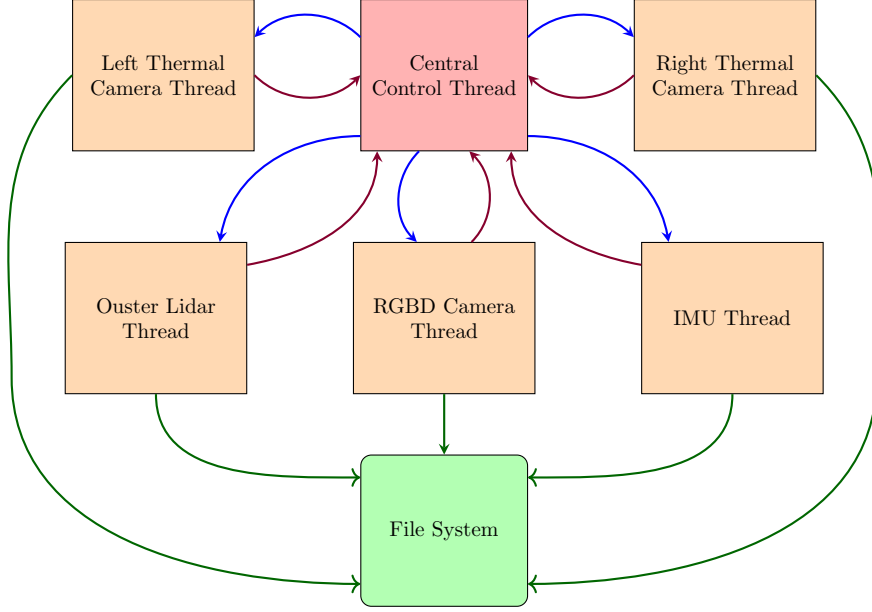 Left Thermal
Camera Thread
Central
Control Thread
Right Thermal
Camera Thread
Ouster Lidar
Thread
RGBD Camera
Thread
IMU Thread
File System